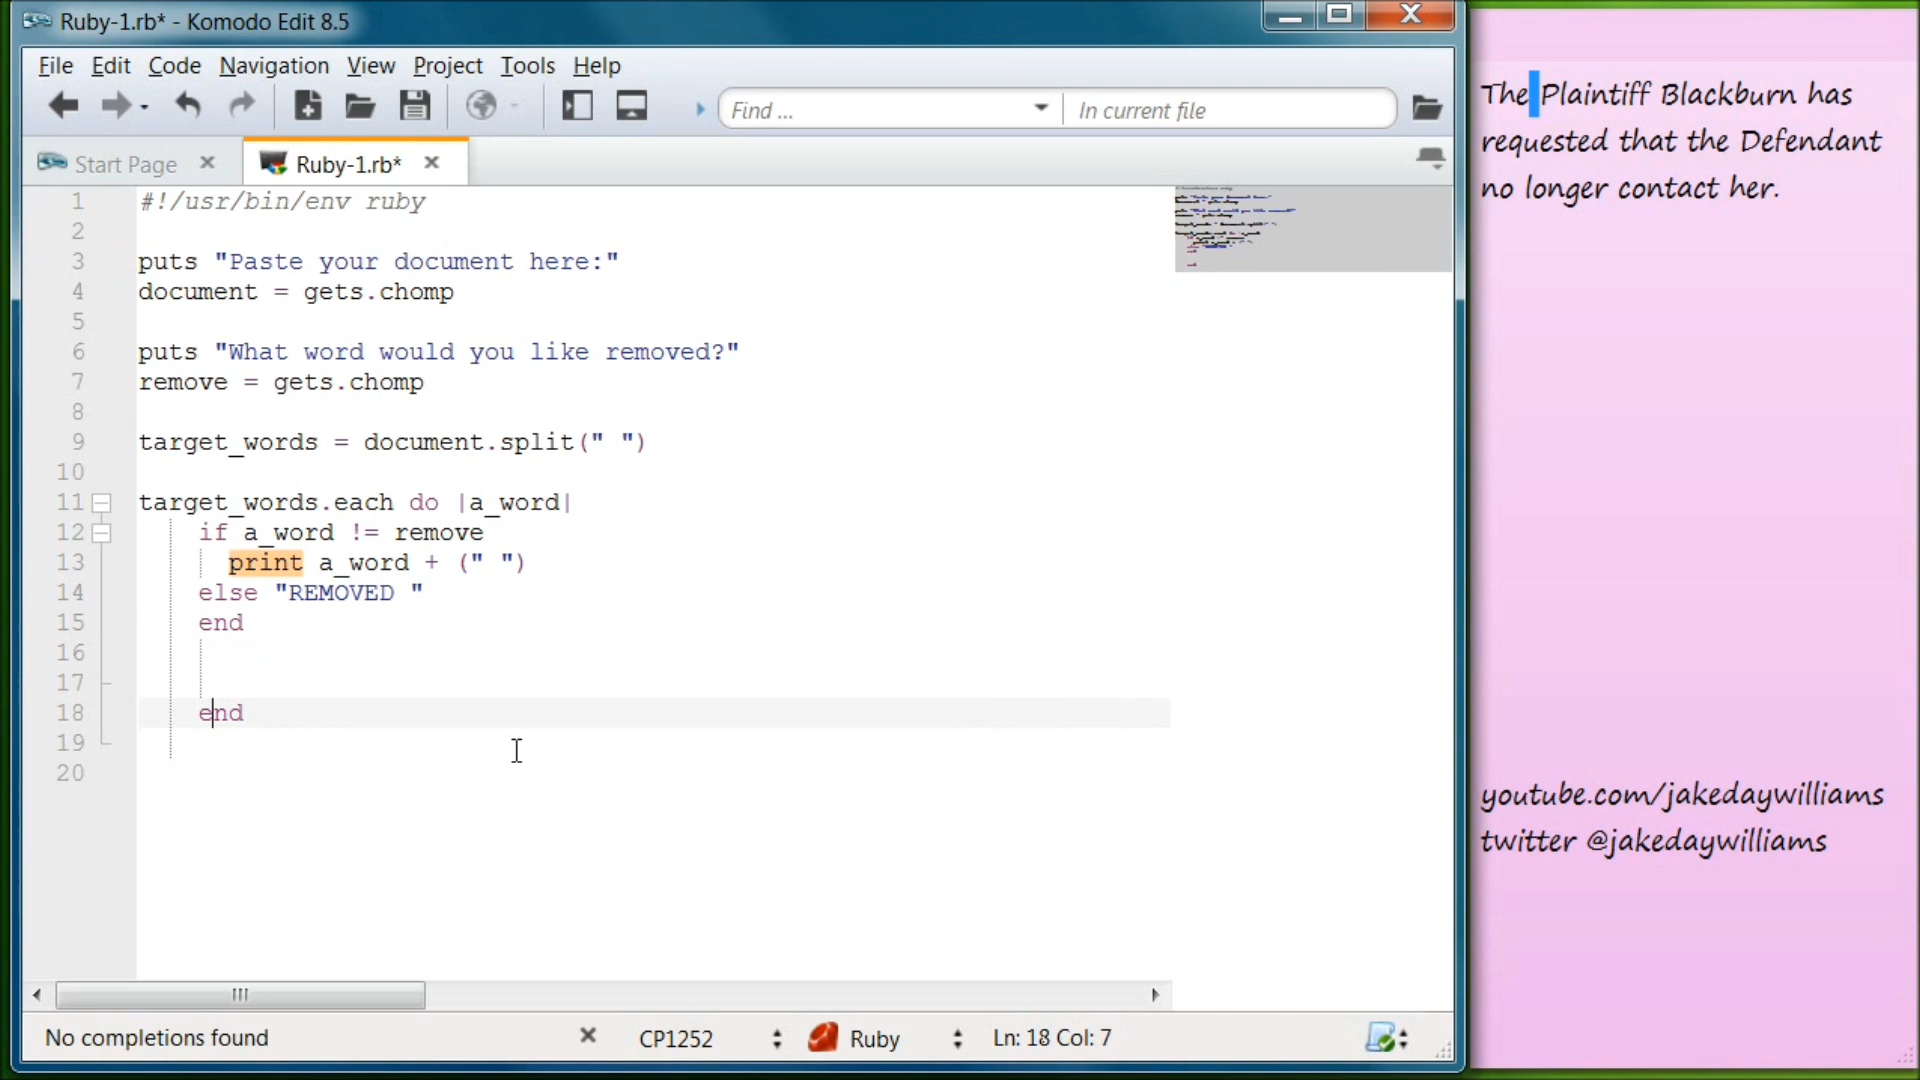 Ruby-1.rb* - Komodo Edit 8.5
File Edit Code Navigation View Project Tools Help
Find ... In current file
Start Page Ruby-1.rb*
1 #!/usr/bin/env ruby
2
3 puts "Paste your document here:"
4 document = gets.chomp
5
6 puts "What word would you like removed?"
7 remove = gets.chomp
8
9 target_words = document.split(" ")
10
11 target_words.each do |a_word|
12 if a_word != remove
13 print a_word + (" ")
14 else "REMOVED "
15 end
16
17
18 end
19
20
No completions found CP1252 Ruby Ln: 18 Col: 7
The Plaintiff Blackburn has
requested that the Defendant
no longer contact her.
youtube.com/jakedaywilliams
twitter @jakedaywilliams